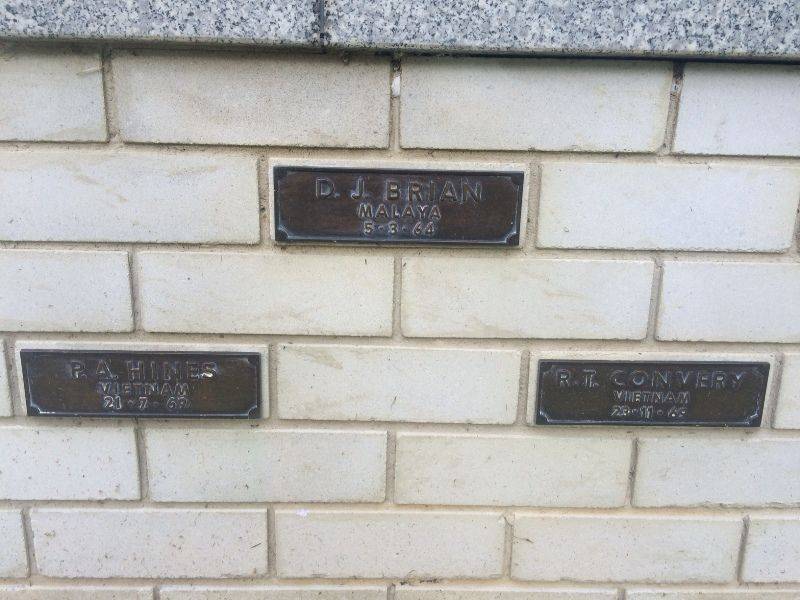 D. J. BRIAN
MALAYA
5·3·64
P. A. HINES
VIETNAM
21·7·69
R. T. CONVERY
VIETNAM